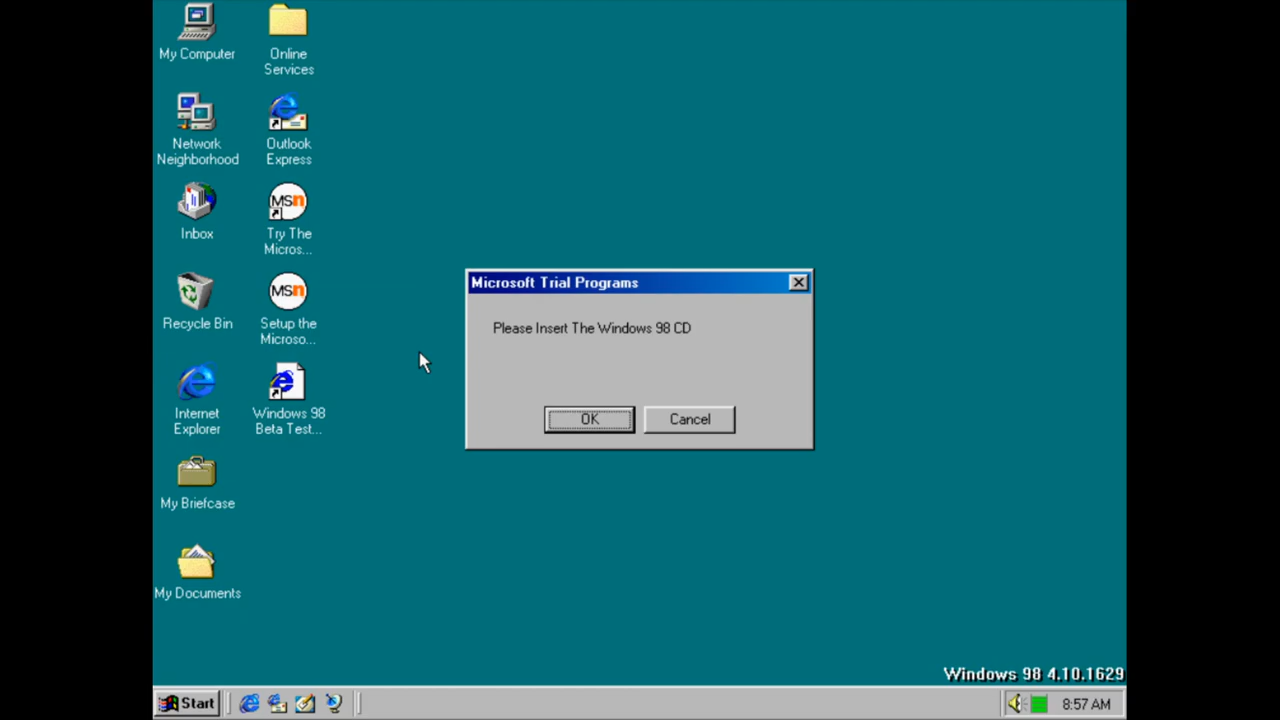 My Computer
Online
Services
Network
Neighborhood
Outlook
Express
Inbox
MSn
Try The
Micros...
Recycle Bin
MSn
Setup the
Microso...
Internet
Explorer
Windows 98
Beta Test...
My Briefcase
My Documents
Microsoft Trial Programs
Please Insert The Windows 98 CD
OK
Cancel
Windows 98 4.10.1629
Start
8:57 AM